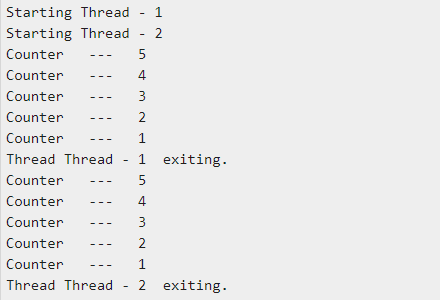 Starting Thread - 1
Starting Thread - 2
Counter   ---   5
Counter   ---   4
Counter   ---   3
Counter   ---   2
Counter   ---   1
Thread Thread - 1  exiting.
Counter   ---   5
Counter   ---   4
Counter   ---   3
Counter   ---   2
Counter   ---   1
Thread Thread - 2  exiting.